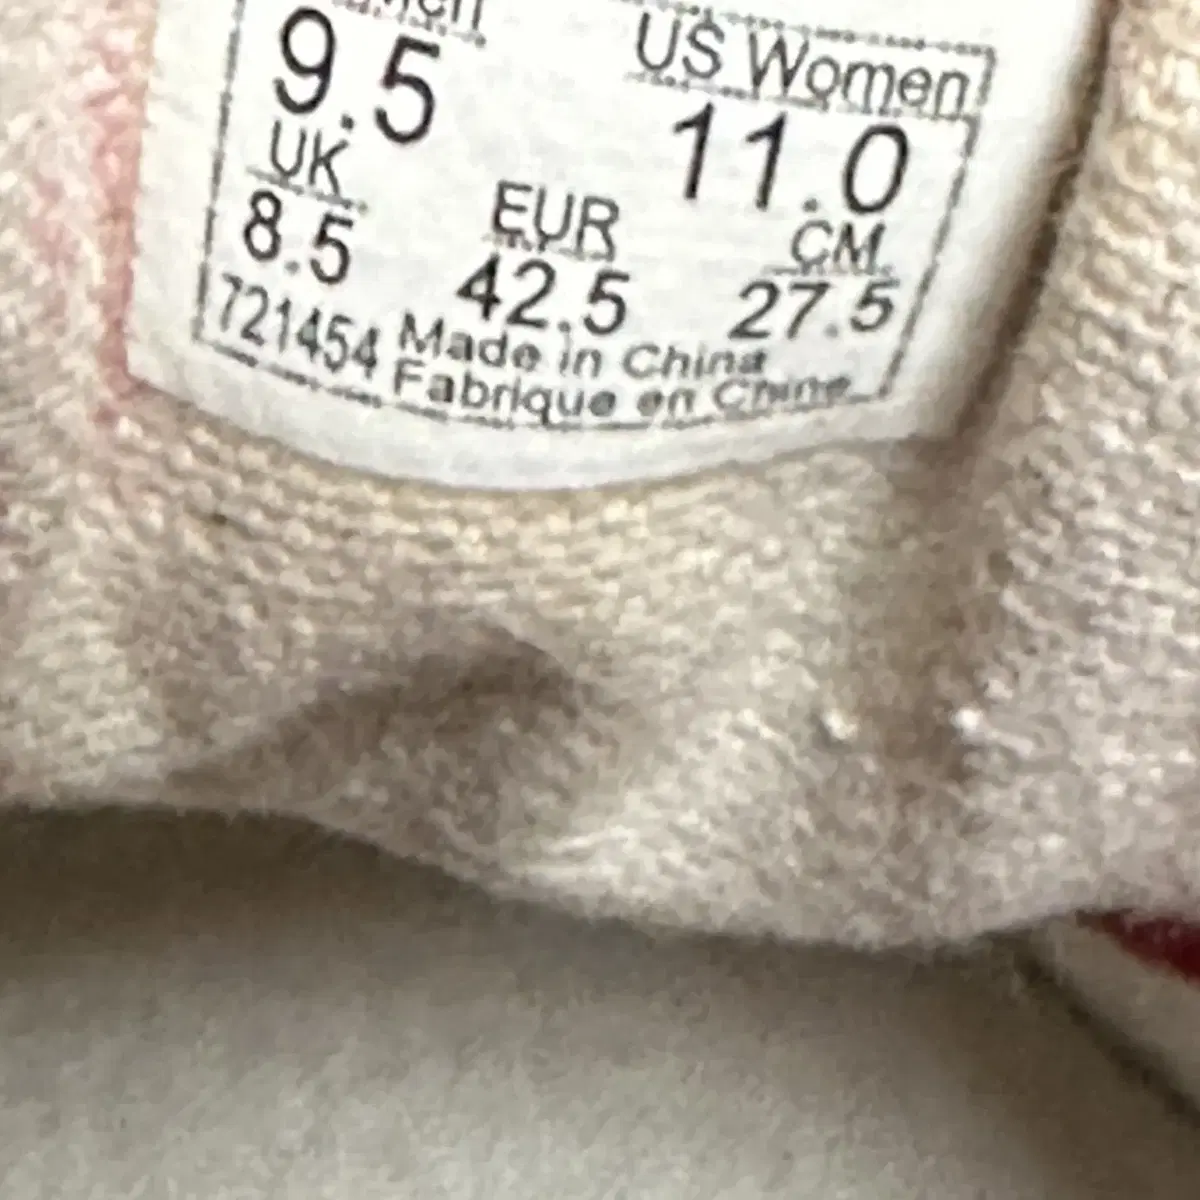 US Women
9.5 11.0
UK EUR CM
8.5 42.5 27.5
721454 Made in China
Fabrique en Chine